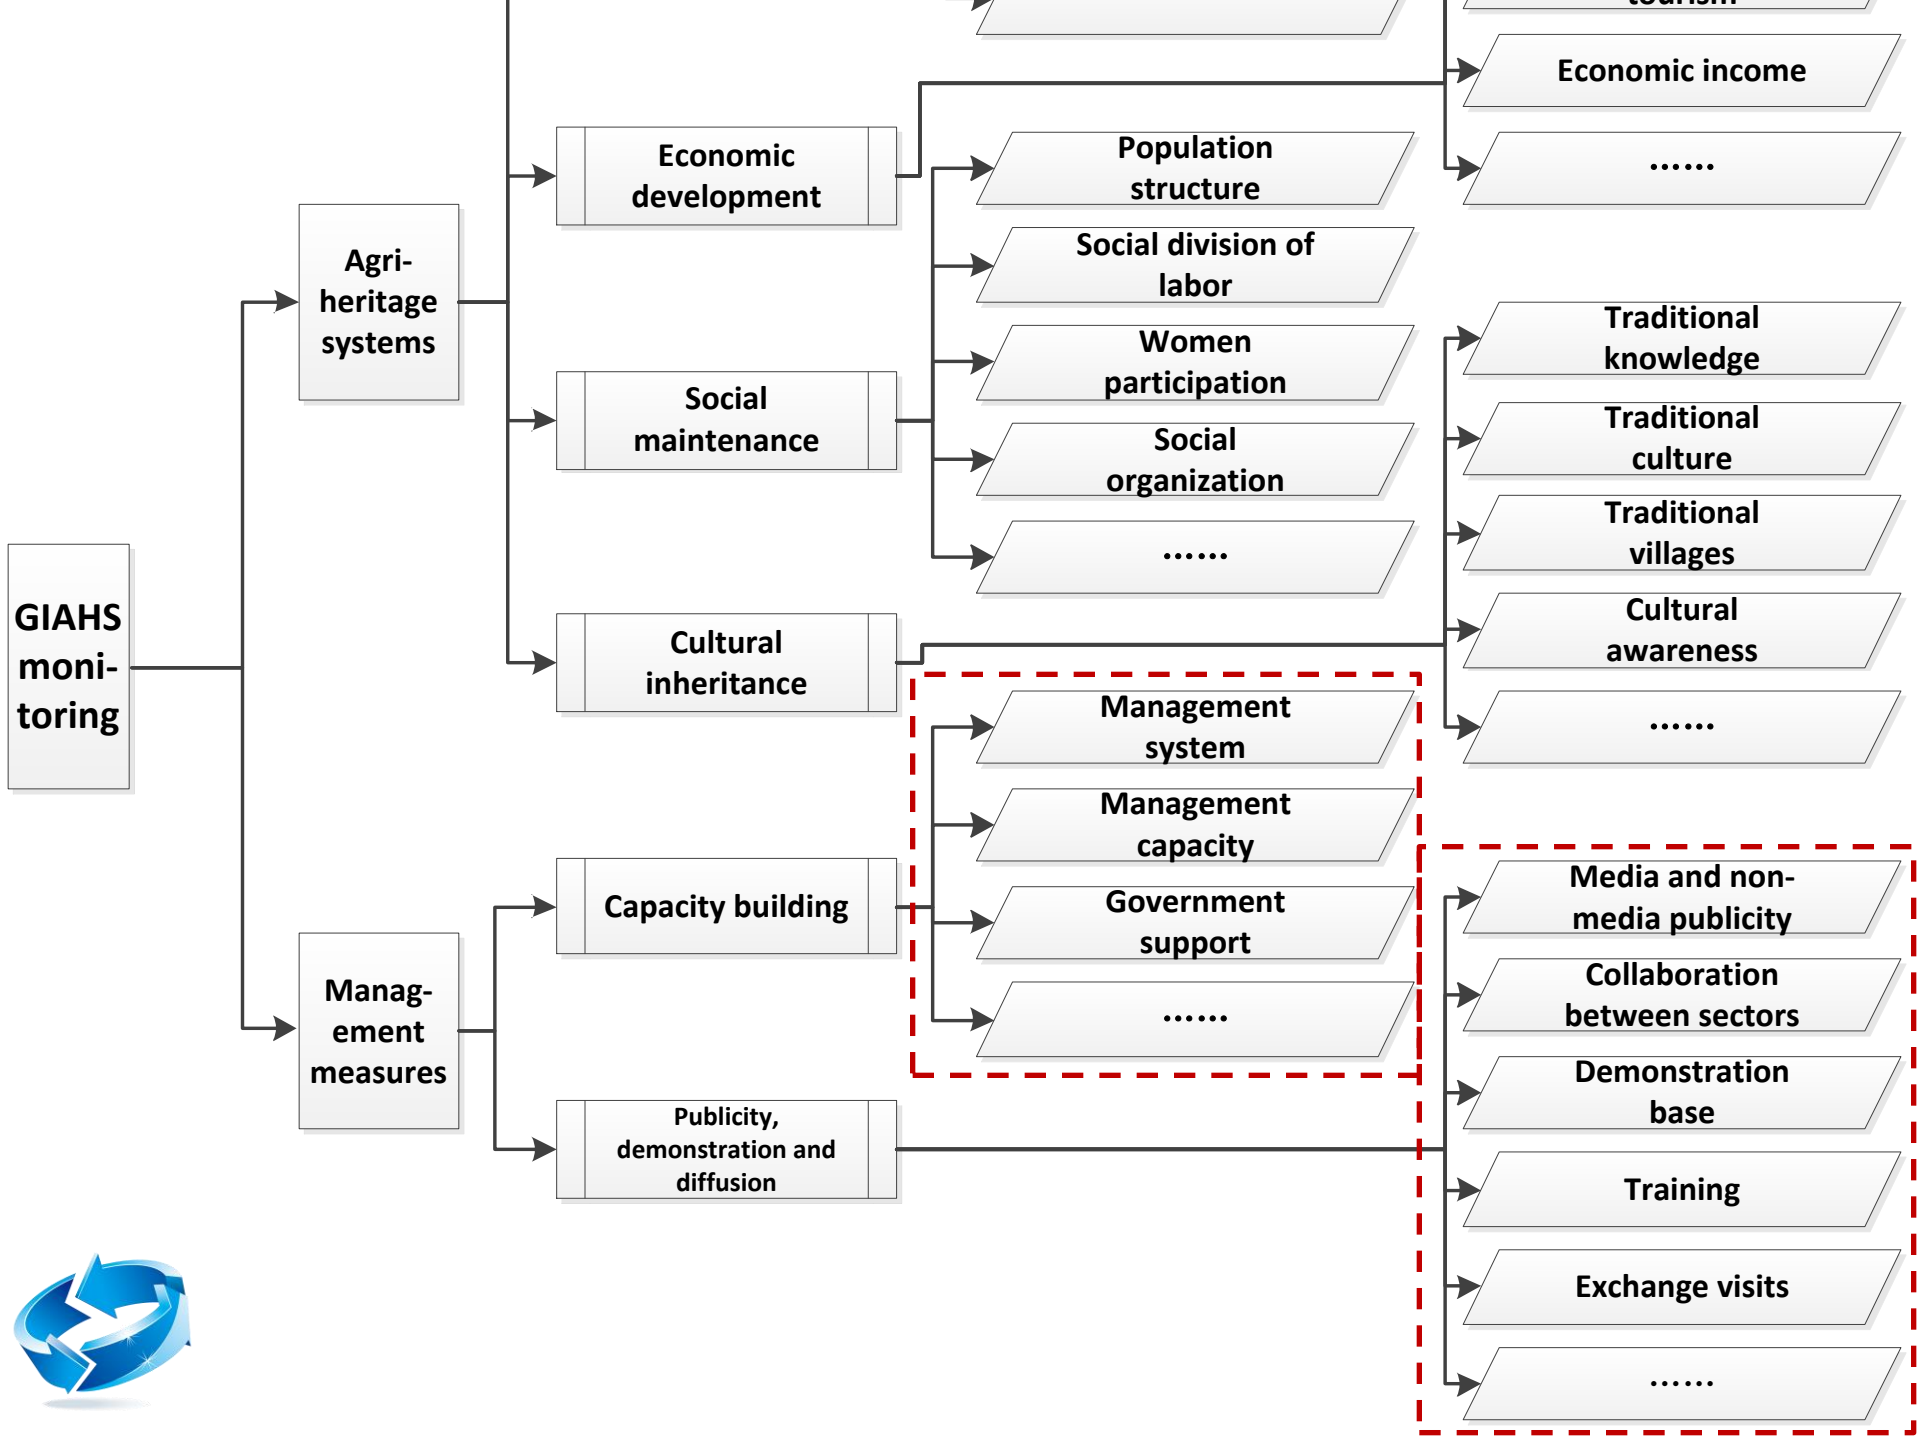 tourism
Economic income
......
Economic
development
Population
structure
Social division of
labor
Women
participation
Social
organization
......
Agri-
heritage
systems
Social
maintenance
Traditional
knowledge
Traditional
culture
Traditional
villages
Cultural
awareness
......
GIAHS
moni-
toring
Cultural
inheritance
Management
system
Management
capacity
Government
support
......
Capacity building
Manag-
ement
measures
Publicity,
demonstration and
diffusion
Media and non-
media publicity
Collaboration
between sectors
Demonstration
base
Training
Exchange visits
......